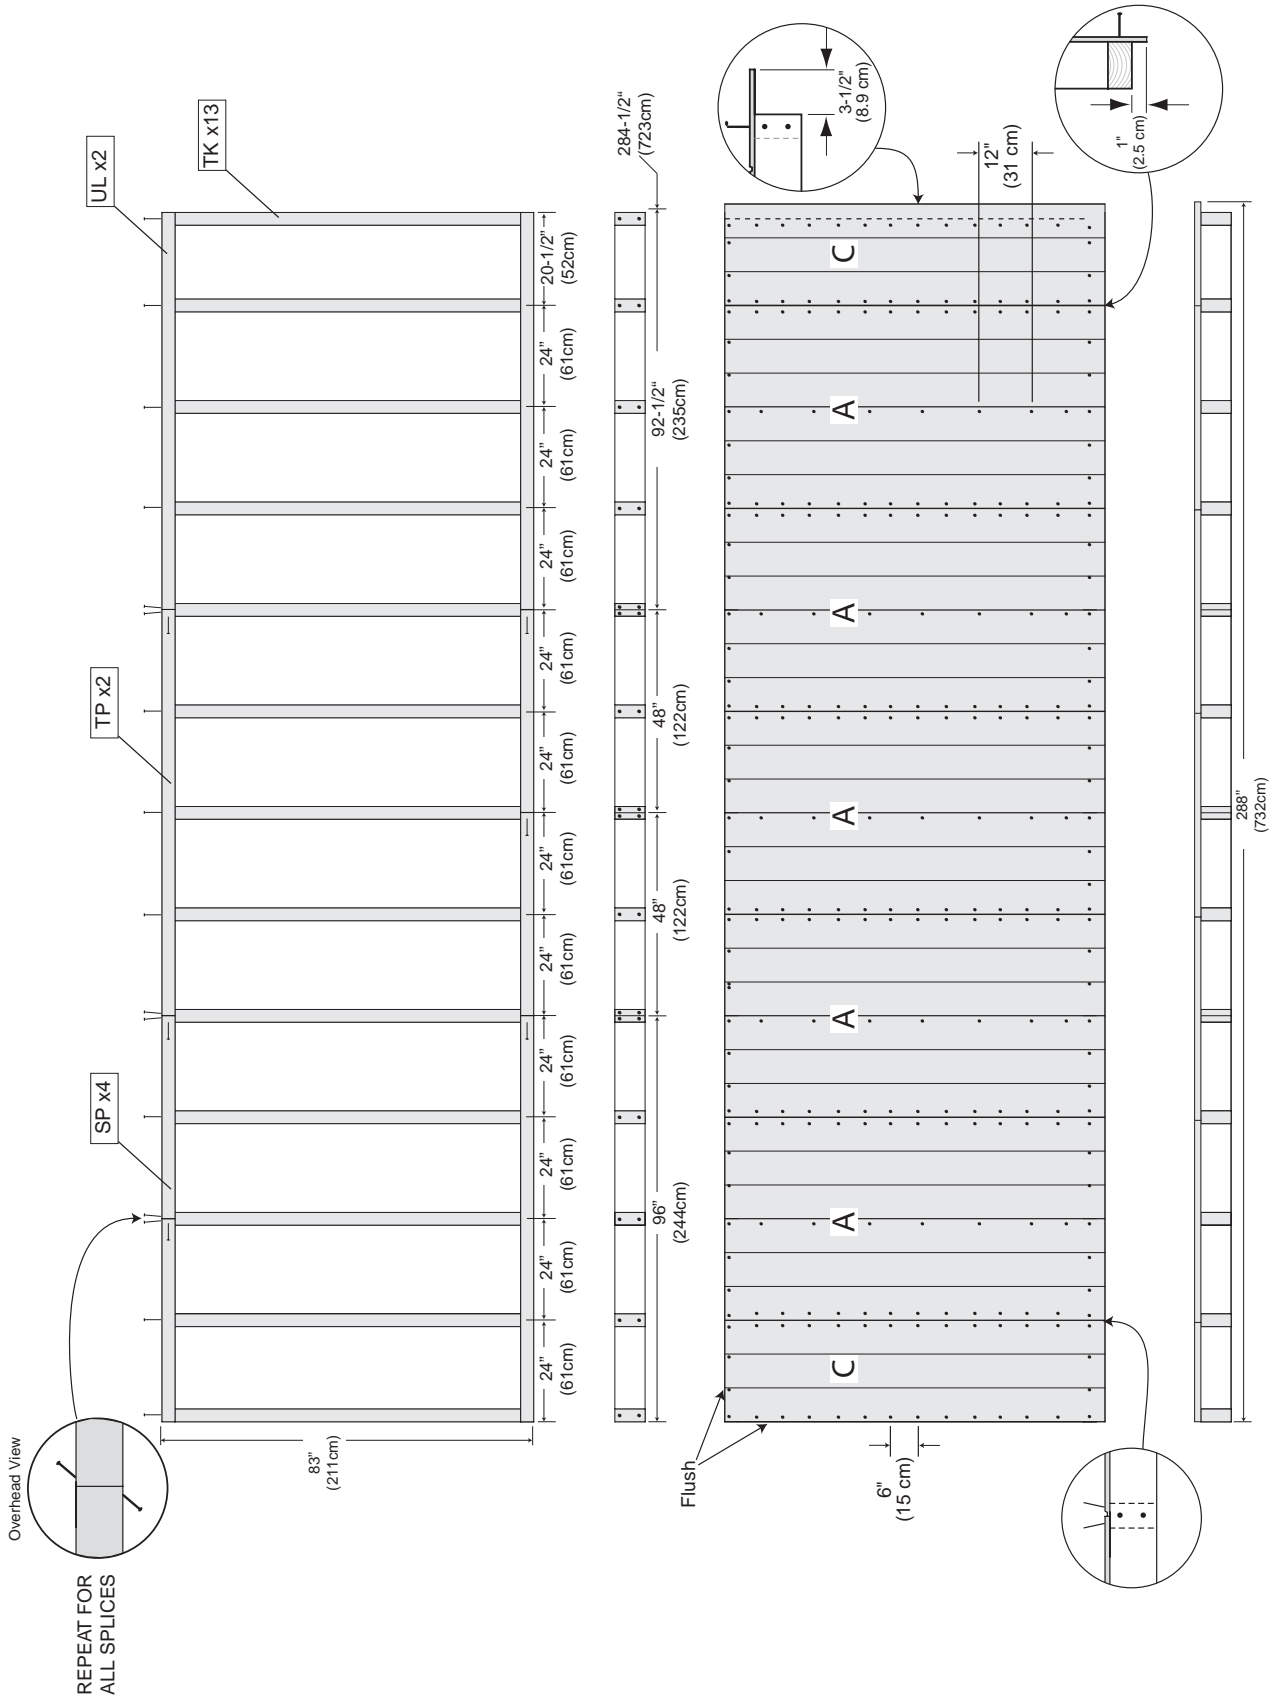 Overhead View
REPEAT FOR
ALL SPLICES
SP x4
TP x2
UL x2
TK x13
83"
(211cm)
24"
(61cm)
24"
(61cm)
24"
(61cm)
24"
(61cm)
24"
(61cm)
24"
(61cm)
24"
(61cm)
24"
(61cm)
24"
(61cm)
24"
(61cm)
24"
(61cm)
20-1/2"
(52cm)
96"
(244cm)
48"
(122cm)
48"
(122cm)
92-1/2"
(235cm)
284-1/2"
(723cm)
Flush
6"
(15 cm)
C
A
A
A
A
A
C
12"
(31 cm)
3-1/2"
(8.9 cm)
1"
(2.5 cm)
288"
(732cm)